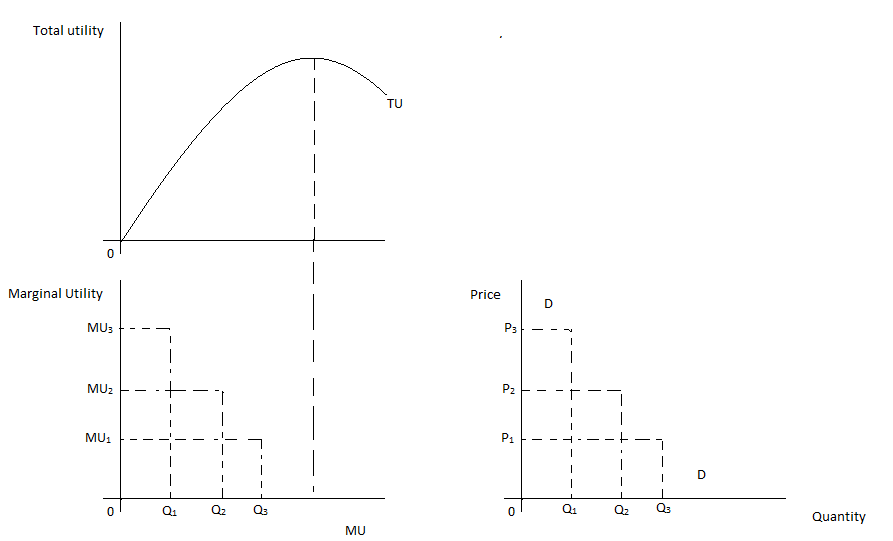 Total utility
TU
0
Marginal Utility
MU₃
MU₂
MU₁
0
Q₁
Q₂
Q₃
MU
Price
D
P₃
P₂
P₁
D
0
Q₁
Q₂
Q₃
Quantity